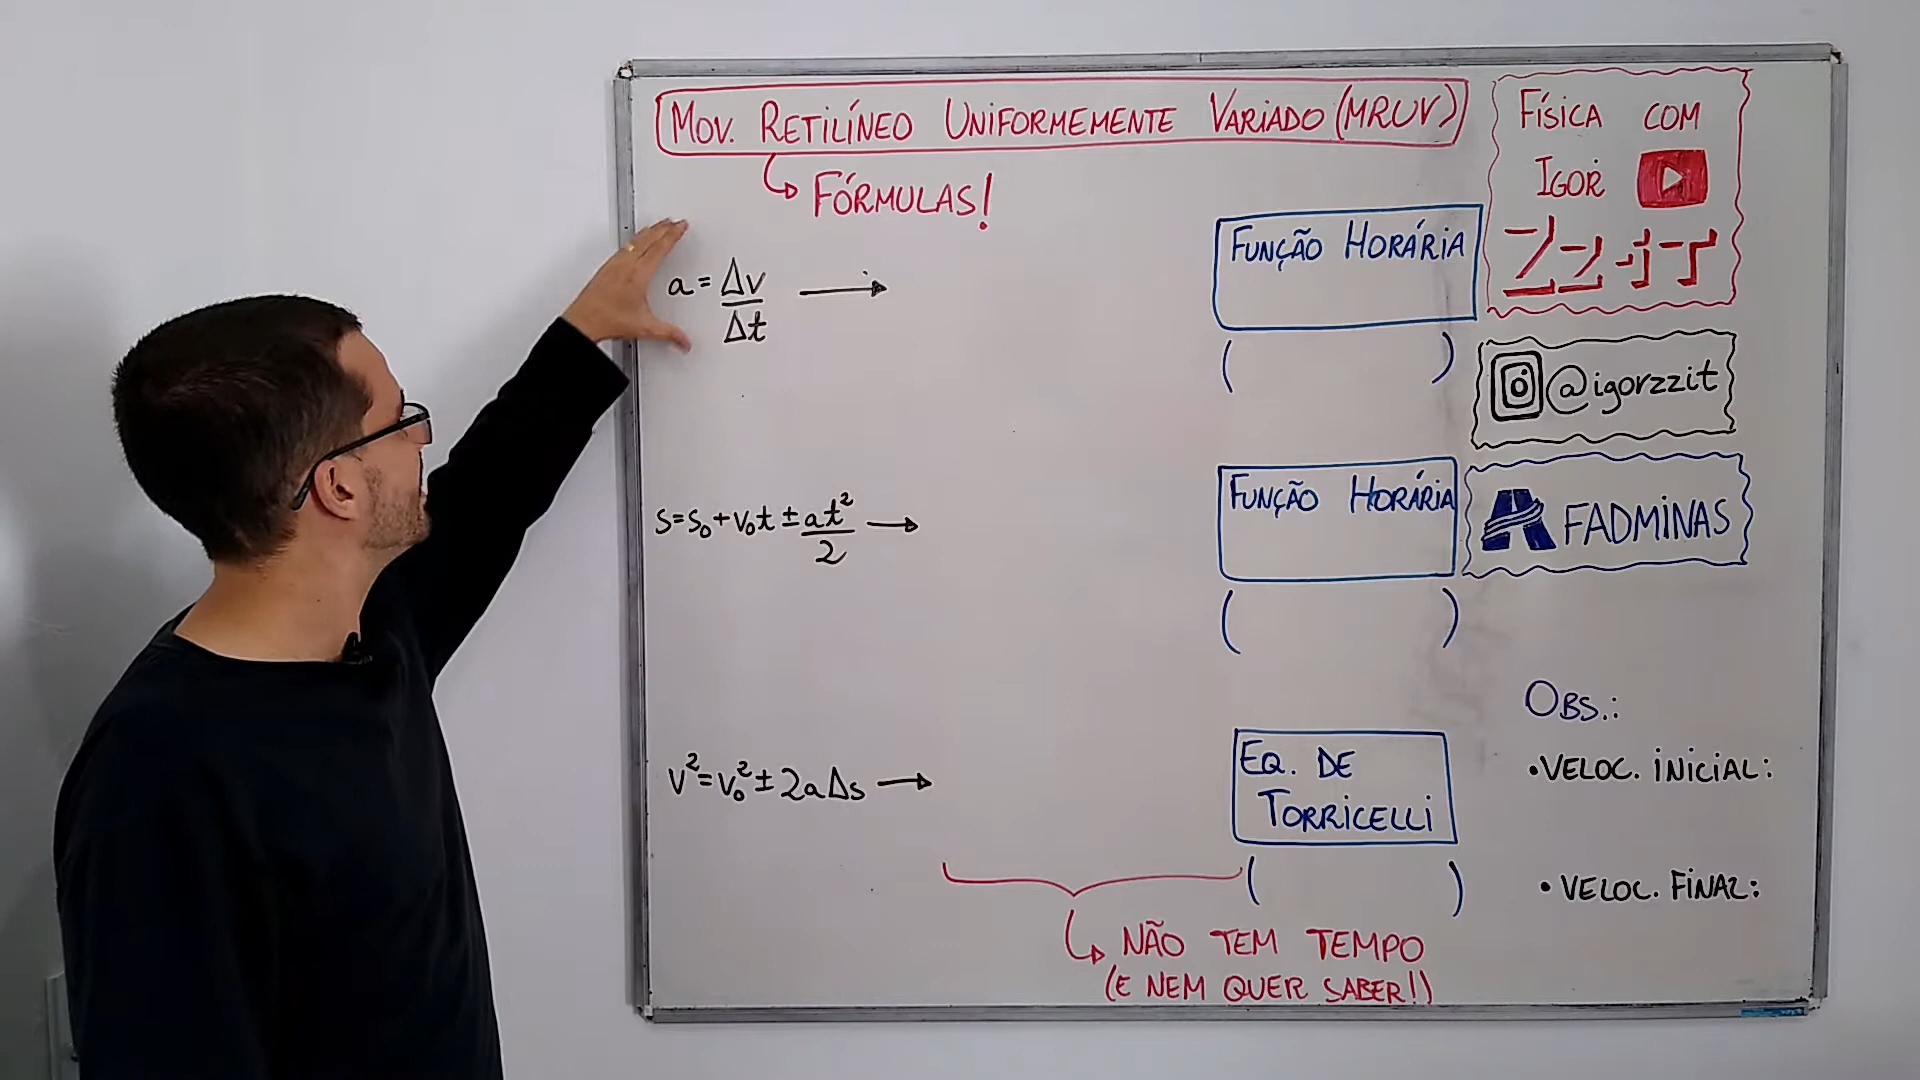 MOV. RETILÍNEO UNIFORMEMENTE VARIADO (MRUV)
FÓRMULAS!
a = Δv/Δt
FUNÇÃO HORÁRIA
( )
s=s₀+v₀t ± at²/2
FUNÇÃO HORÁRIA
( )
v²=v₀²±2aΔs
EQ. DE
TORRICELLI
( )
NÃO TEM TEMPO
(E NEM QUER SABER!)
FÍSICA COM
IGOR
ZZiT
@igorzzit
FADMINAS
OBS.:
•VELOC. INICIAL:
• VELOC. FINAL: